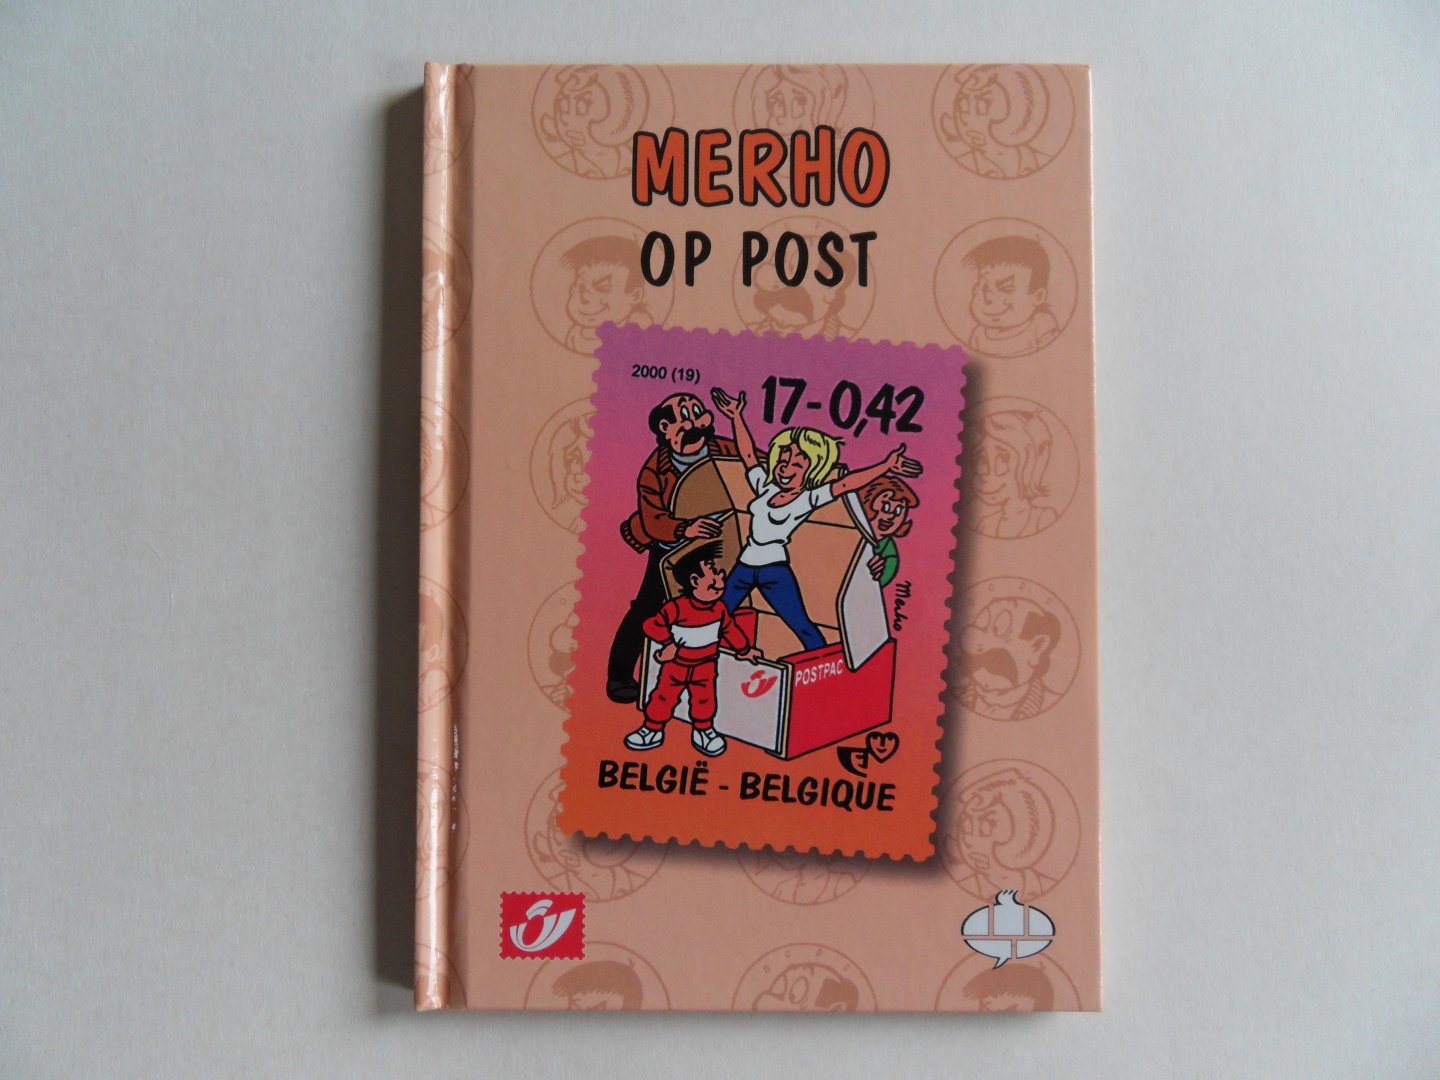 MERHO
OP POST
2000 (19)
17-0,42
Merho
POSTPAC
BELGIË - BELGIQUE